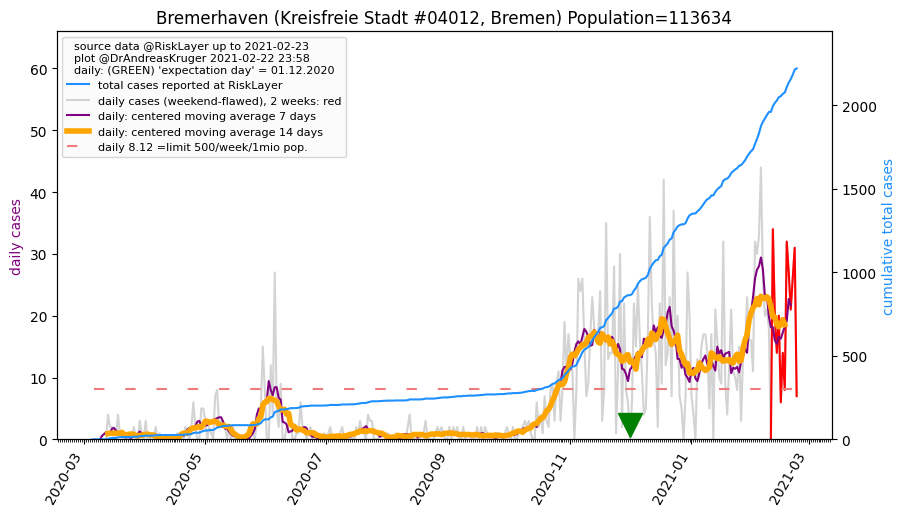 Bremerhaven (Kreisfreie Stadt #04012, Bremen) Population=113634
source data @RiskLayer up to 2021-02-23
plot @DrAndreasKruger 2021-02-22 23:58
daily: (GREEN) 'expectation day' = 01.12.2020
total cases reported at RiskLayer
daily cases (weekend-flawed), 2 weeks: red
daily: centered moving average 7 days
daily: centered moving average 14 days
daily 8.12 =limit 500/week/1mio pop.
daily cases
60
50
40
30
20
10
0
cumulative total cases
2000
1500
1000
500
0
2020-03
2020-05
2020-07
2020-09
2020-11
2021-01
2021-03